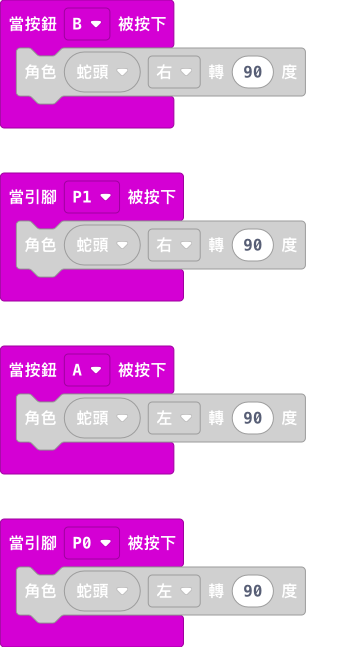 當按鈕 B 被按下
角色 蛇頭 右 轉 90 度
當引腳 P1 被按下
角色 蛇頭 右 轉 90 度
當按鈕 A 被按下
角色 蛇頭 左 轉 90 度
當引腳 P0 被按下
角色 蛇頭 左 轉 90 度